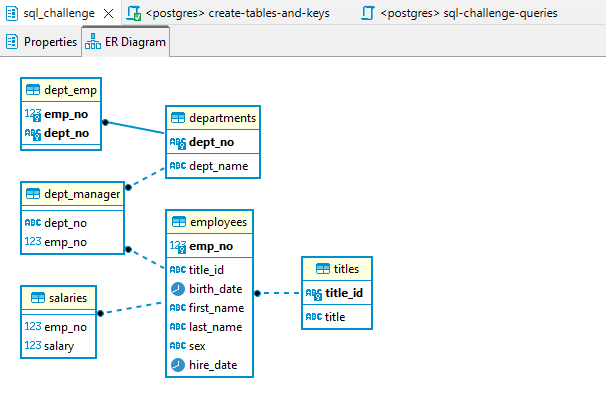 sql_challenge
<postgres> create-tables-and-keys
<postgres> sql-challenge-queries
Properties
ER Diagram
dept_emp
123 emp_no
ABC dept_no
departments
ABC dept_no
ABC dept_name
dept_manager
ABC dept_no
123 emp_no
employees
123 emp_no
ABC title_id
birth_date
ABC first_name
ABC last_name
ABC sex
hire_date
titles
ABC title_id
ABC title
salaries
123 emp_no
123 salary